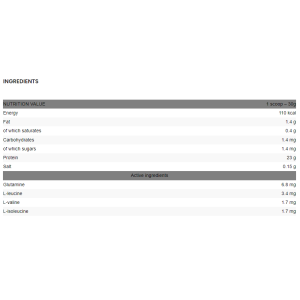 INGREDIENTS
NUTRITION VALUE 1 scoop – 30g
Energy 110 kcal
Fat 1.4 g
of which saturates 0.4 g
Carbohydrates 1.4 mg
of which sugars 1.4 mg
Protein 23 g
Salt 0.15 g
Active ingredients
Glutamine 6.8 mg
L-leucine 3.4 mg
L-valine 1.7 mg
L-isoleucine 1.7 mg